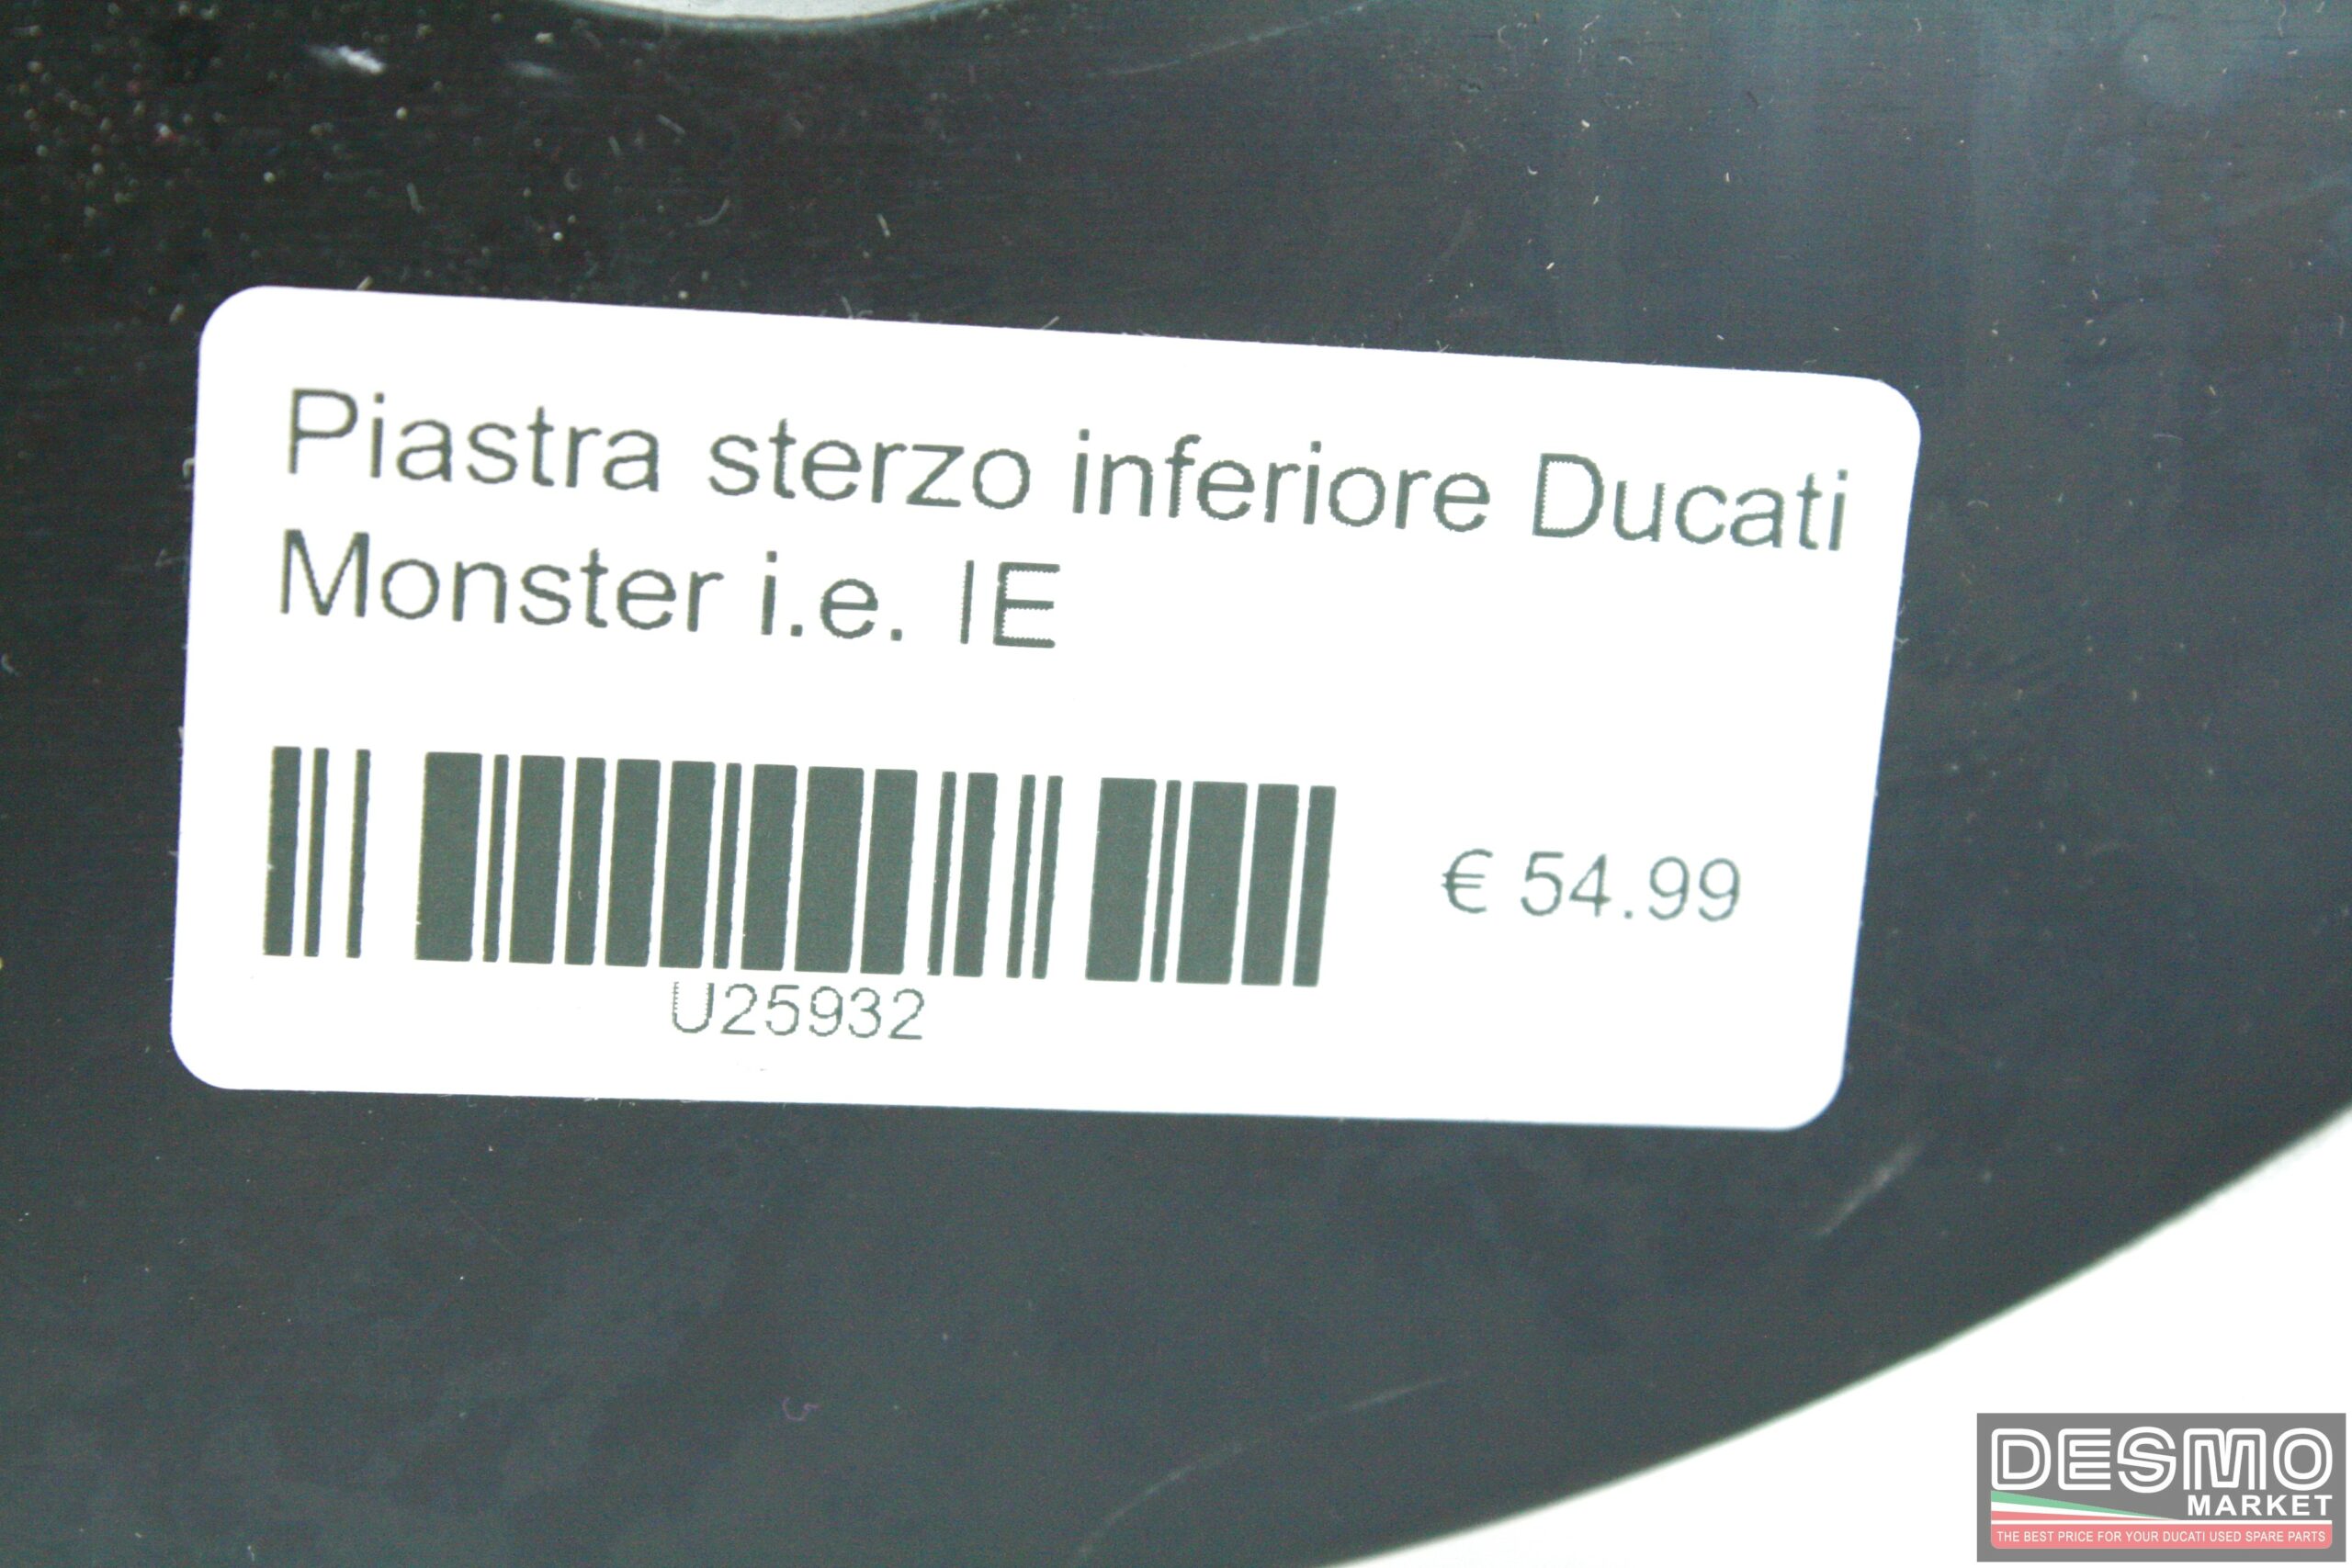 Piastra sterzo inferiore Ducati
Monster i.e. IE
€ 54.99
U25932
DESMO
MARKET
THE BEST PRICE FOR YOUR DUCATI USED SPARE PARTS